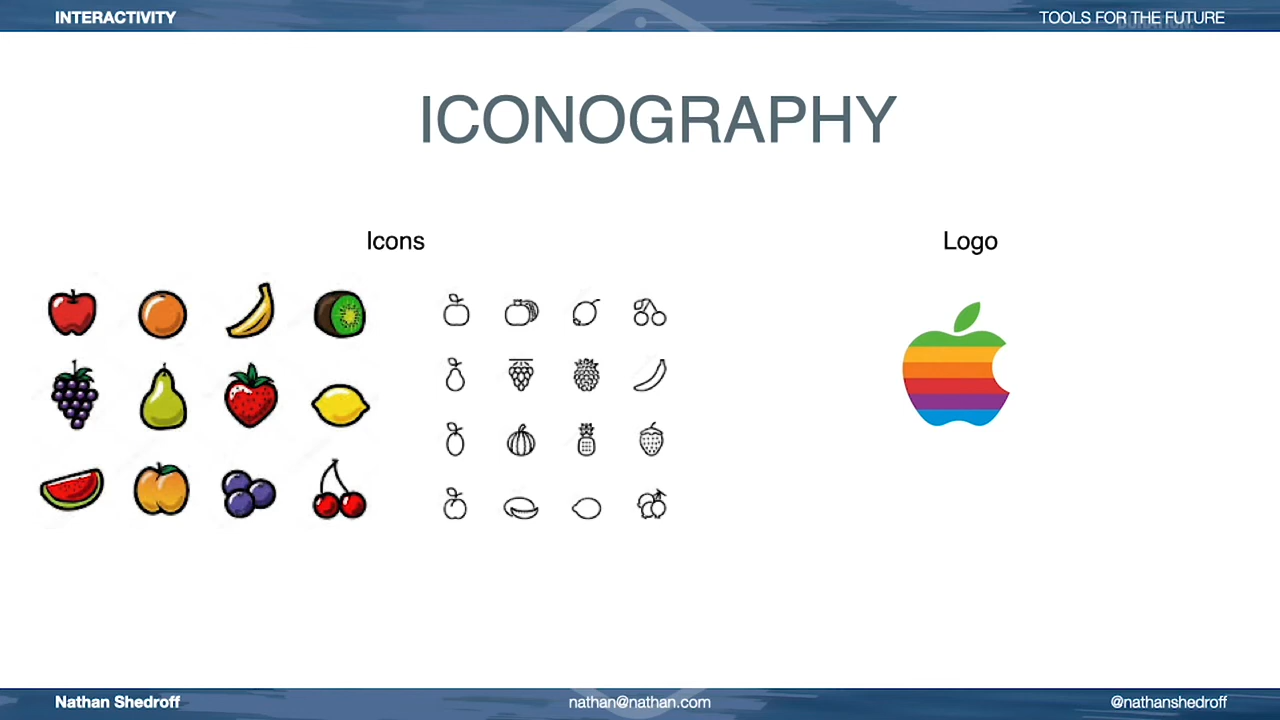 INTERACTIVITY
TOOLS FOR THE FUTURE
ICONOGRAPHY
Icons
Logo
Nathan Shedroff
nathan@nathan.com
@nathanshedroff